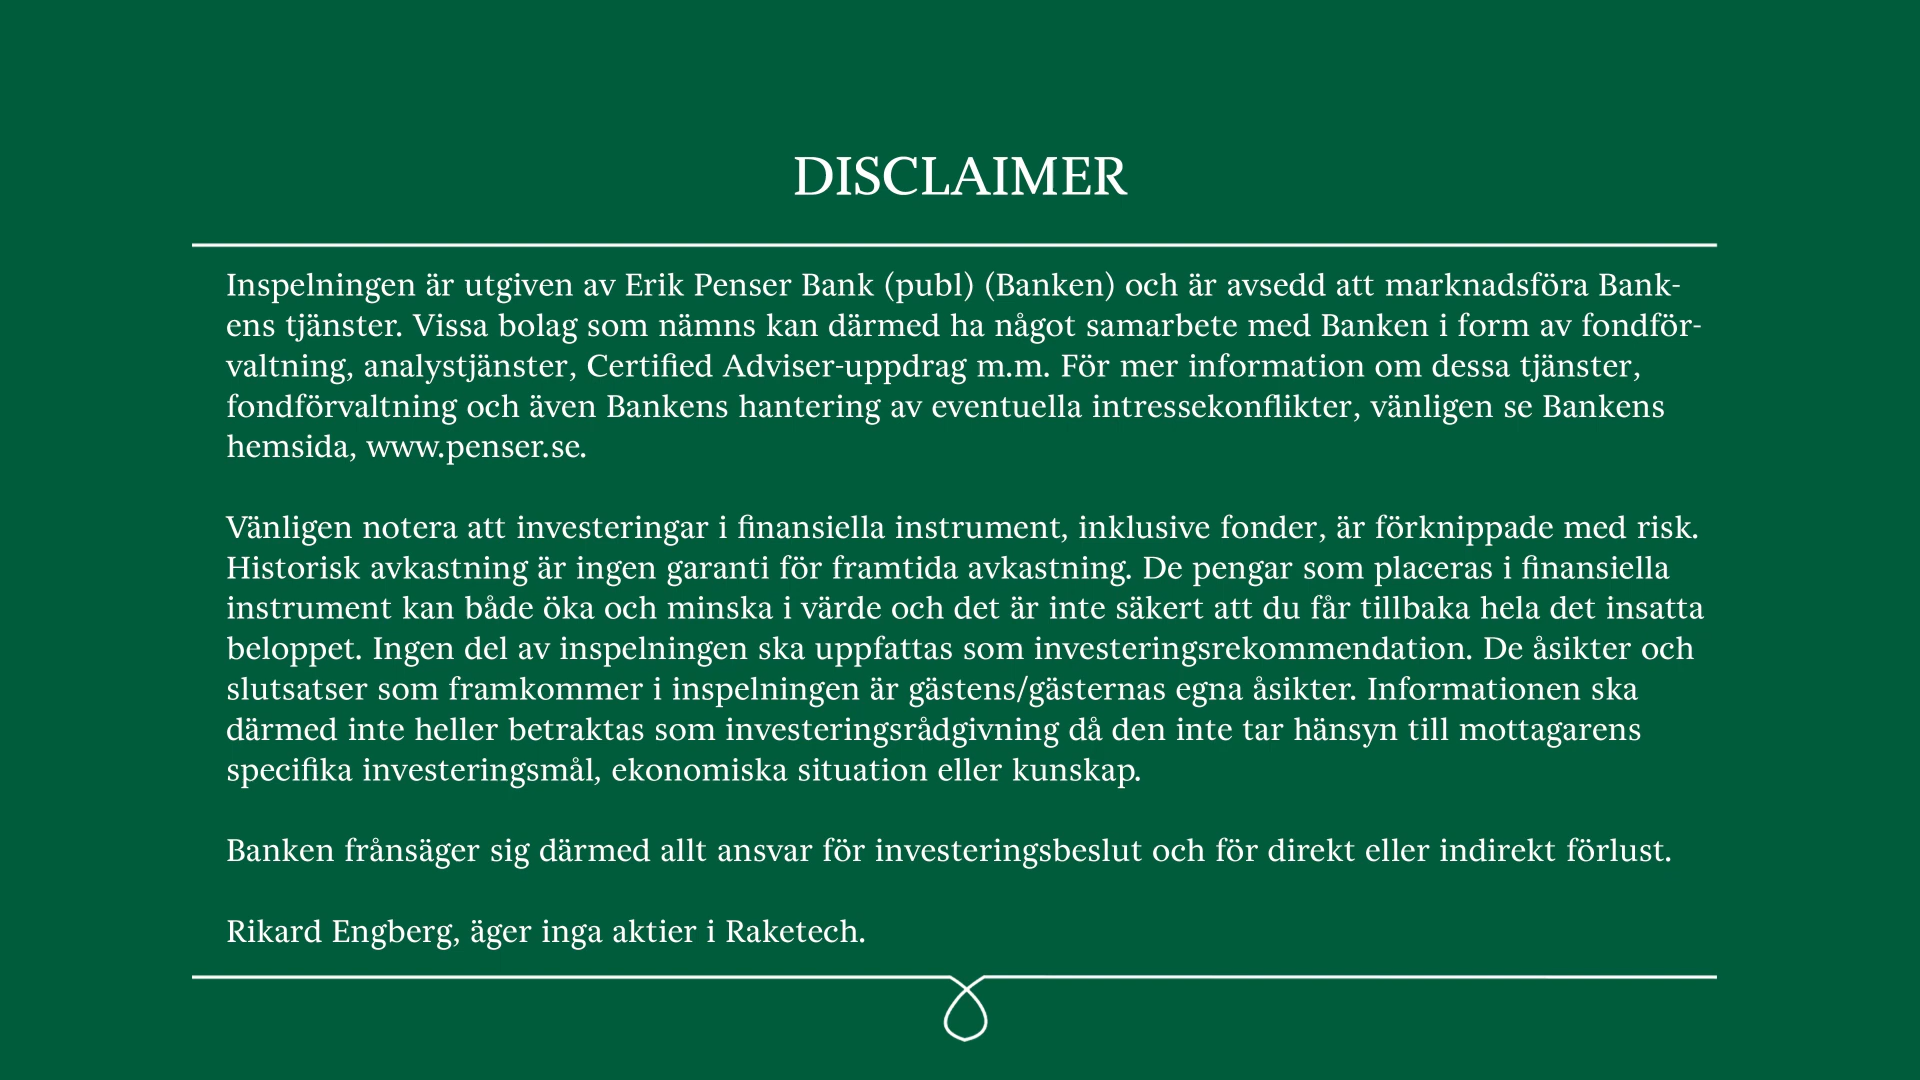 DISCLAIMER
Inspelningen är utgiven av Erik Penser Bank (publ) (Banken) och är avsedd att marknadsföra Bank-
ens tjänster. Vissa bolag som nämns kan därmed ha något samarbete med Banken i form av fondför-
valtning, analystjänster, Certified Adviser-uppdrag m.m. För mer information om dessa tjänster,
fondförvaltning och även Bankens hantering av eventuella intressekonflikter, vänligen se Bankens
hemsida, www.penser.se.
Vänligen notera att investeringar i finansiella instrument, inklusive fonder, är förknippade med risk.
Historisk avkastning är ingen garanti för framtida avkastning. De pengar som placeras i finansiella
instrument kan både öka och minska i värde och det är inte säkert att du får tillbaka hela det insatta
beloppet. Ingen del av inspelningen ska uppfattas som investeringsrekommendation. De åsikter och
slutsatser som framkommer i inspelningen är gästens/gästernas egna åsikter. Informationen ska
därmed inte heller betraktas som investeringsrådgivning då den inte tar hänsyn till mottagarens
specifika investeringsmål, ekonomiska situation eller kunskap.
Banken frånsäger sig därmed allt ansvar för investeringsbeslut och för direkt eller indirekt förlust.
Rikard Engberg, äger inga aktier i Raketech.